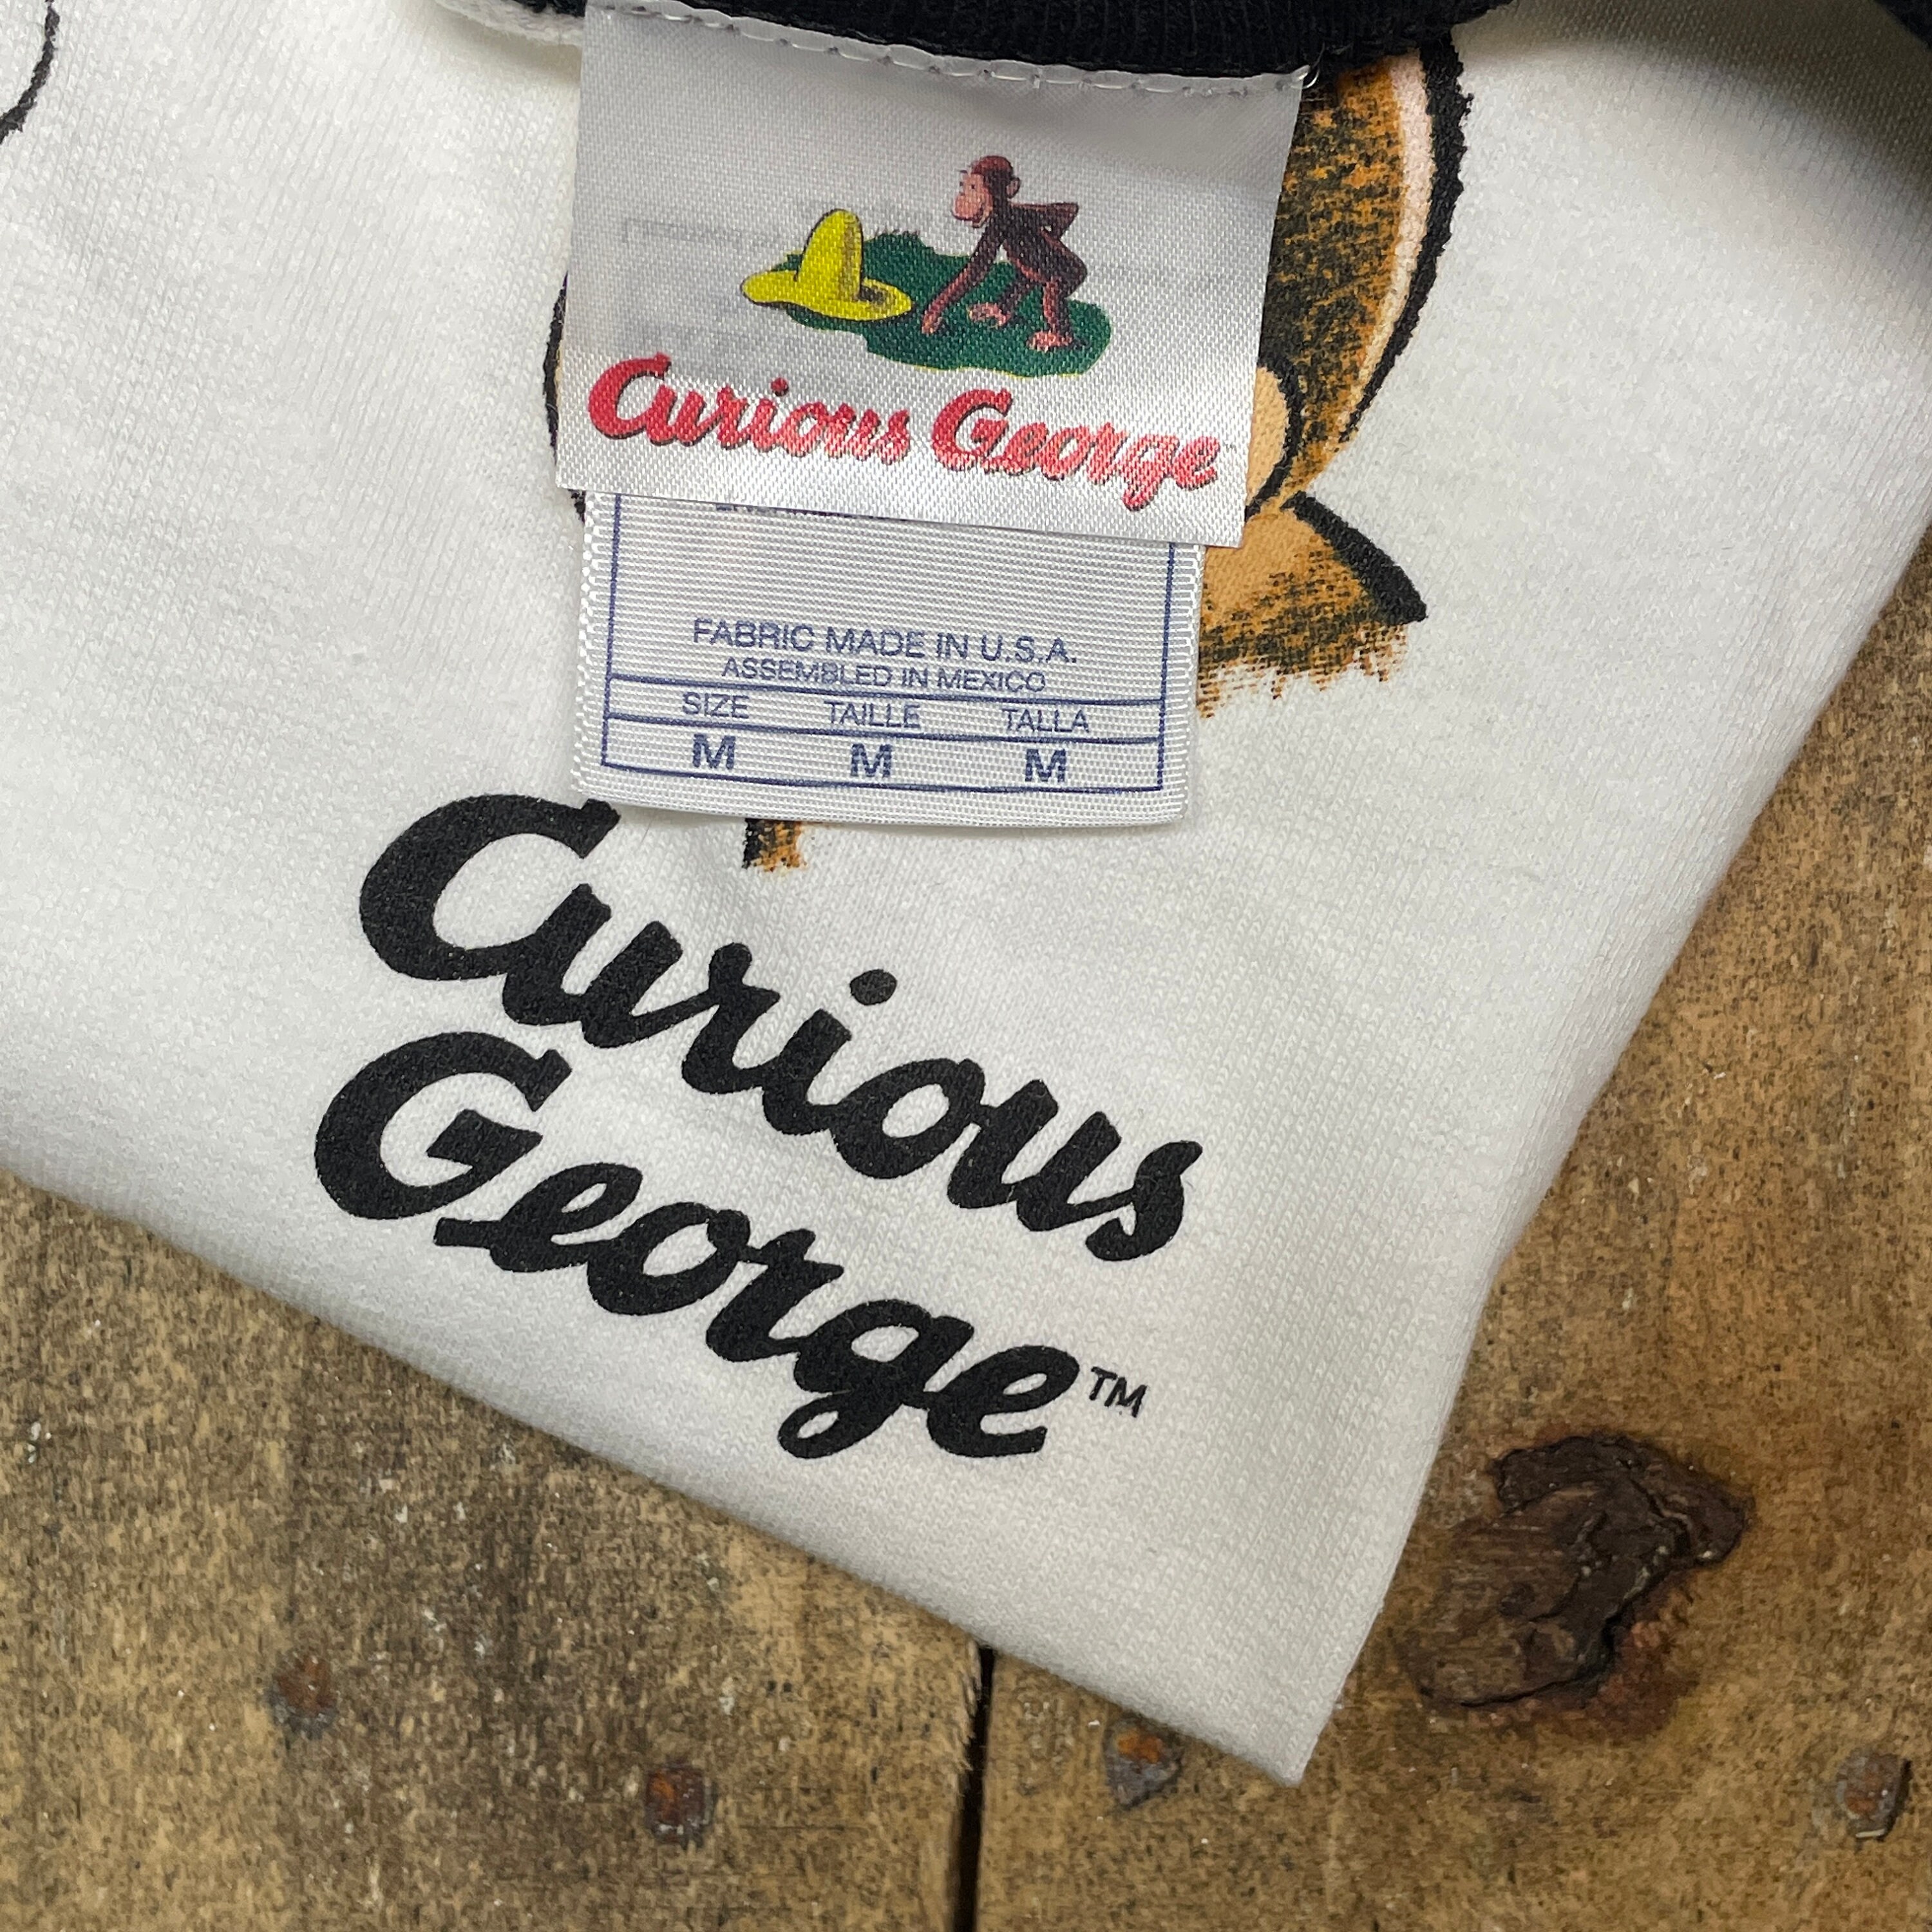 Curious George
FABRIC MADE IN U.S.A.
ASSEMBLED IN MEXICO
SIZE TAILLE TALLA
M M M
Curious
George™